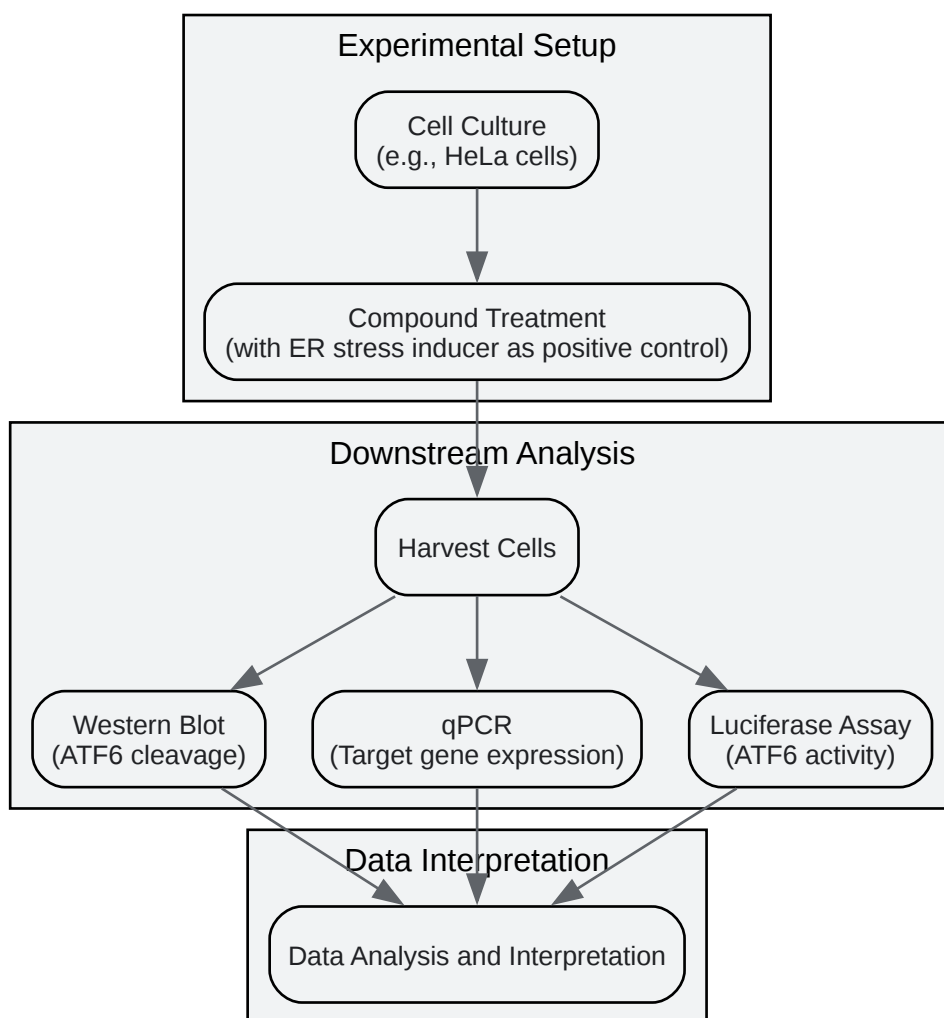 Experimental Setup
Cell Culture
(e.g., HeLa cells)
Compound Treatment
(with ER stress inducer as positive control)
Downstream Analysis
Harvest Cells
Western Blot
(ATF6 cleavage)
qPCR
(Target gene expression)
Luciferase Assay
(ATF6 activity)
Data Interpretation
Data Analysis and Interpretation